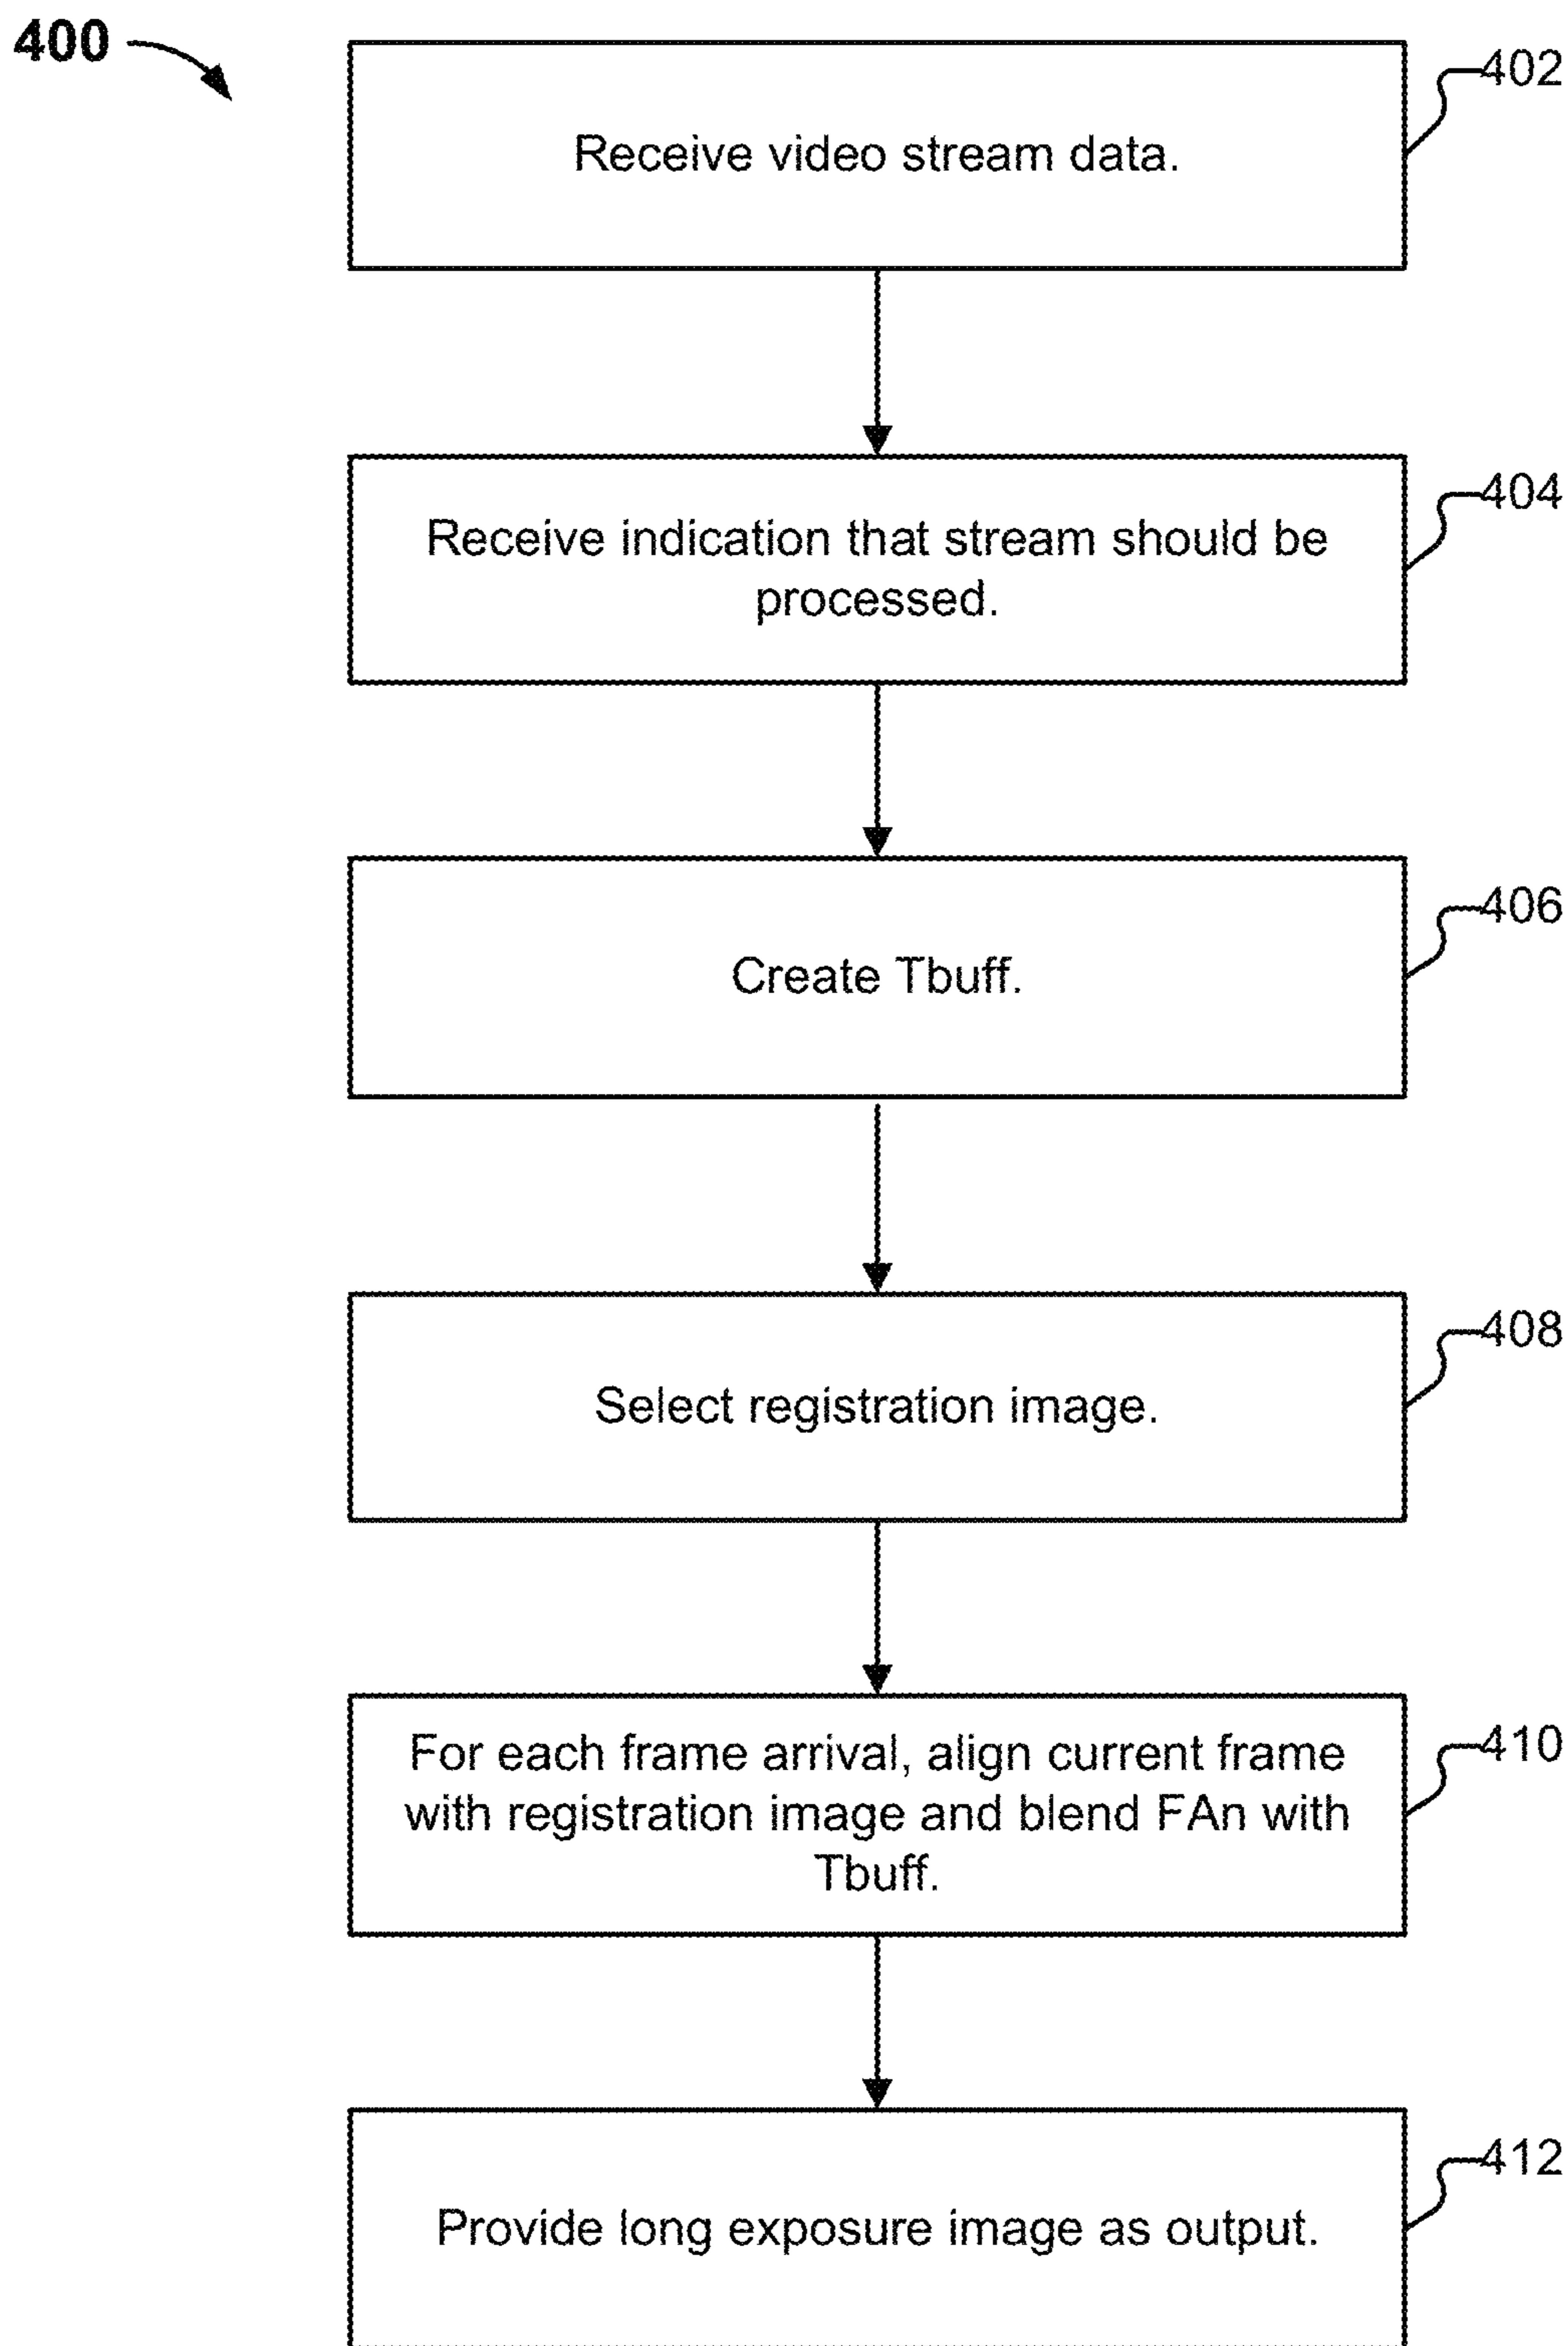 400
402
Receive video stream data.
404
Receive indication that stream should be
processed.
406
Create Tbuff.
408
Select registration image.
410
For each frame arrival, align current frame
with registration image and blend FAn with
Tbuff.
412
Provide long exposure image as output.